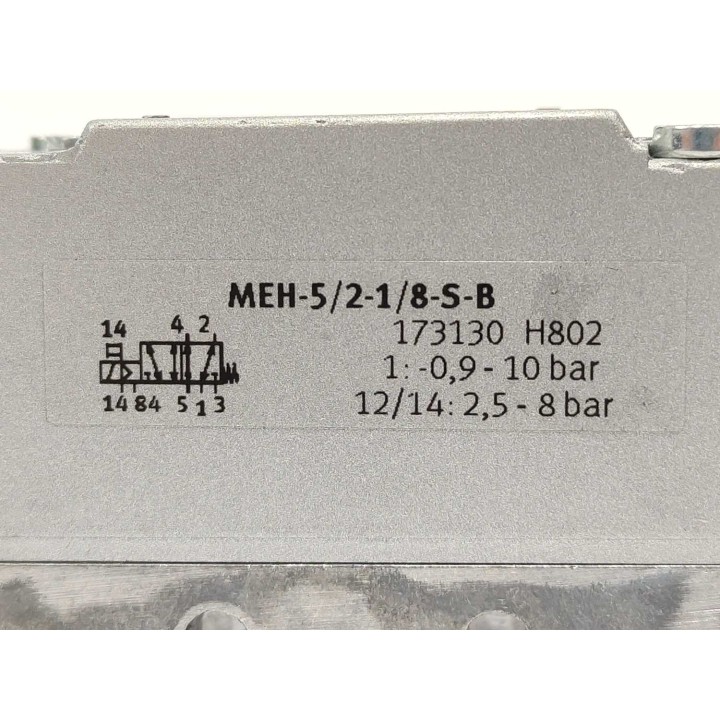 MEH-5/2-1/8-S-B
173130 H802
1: -0,9 - 10 bar
12/14: 2,5 - 8 bar
14 4 2
14 84 5 1 3